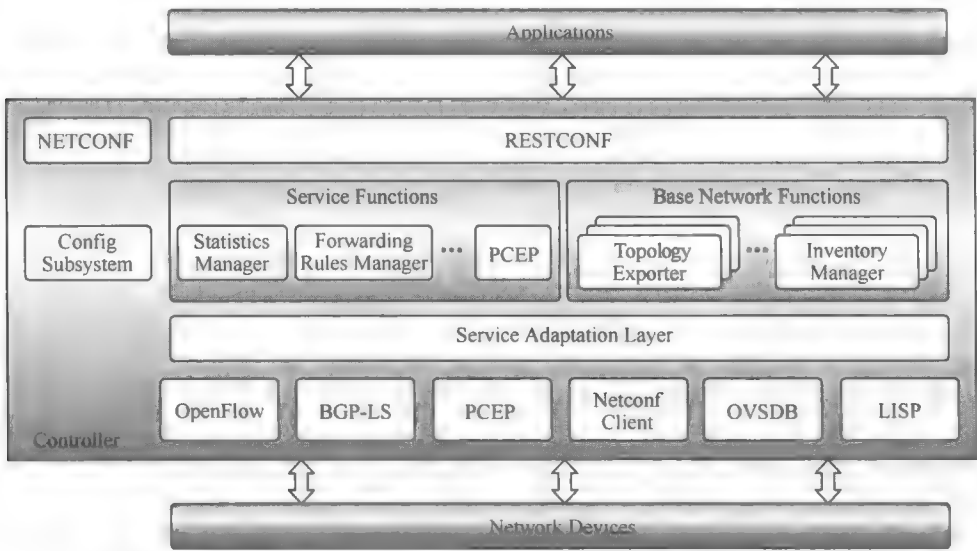 Applications
NETCONF
RESTCONF
Service Functions
Base Network Functions
Config
Subsystem
Statistics
Manager
Forwarding
Rules Manager
...
PCEP
Topology
Exporter
...
Inventory
Manager
Service Adaptation Layer
OpenFlow
BGP-LS
PCEP
Netconf
Client
OVSDB
LISP
Controller
Network Devices